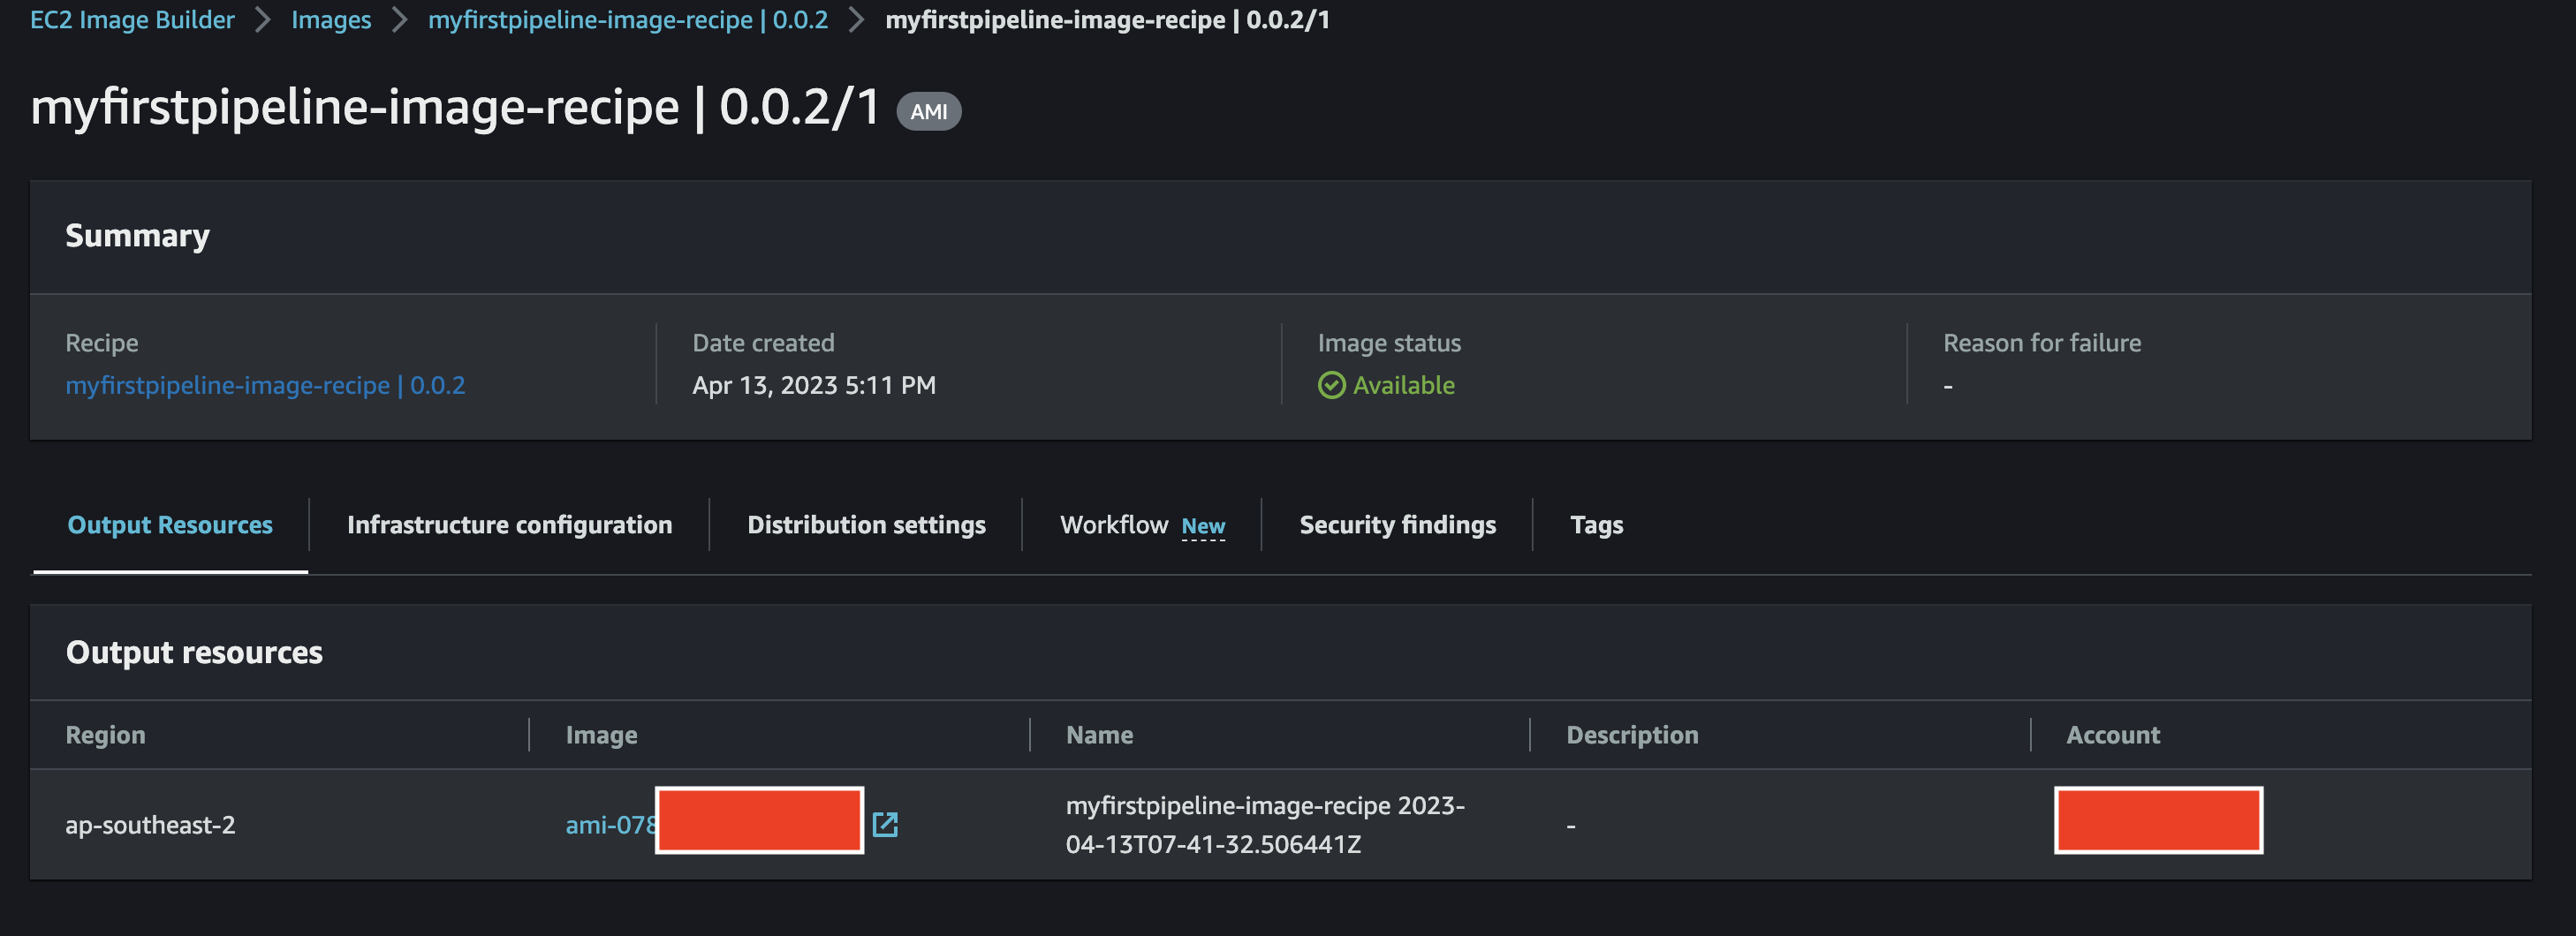 EC2 Image Builder > Images > myfirstpipeline-image-recipe | 0.0.2 > myfirstpipeline-image-recipe | 0.0.2/1
myfirstpipeline-image-recipe | 0.0.2/1 AMI
Summary
Recipe
myfirstpipeline-image-recipe | 0.0.2
Date created
Apr 13, 2023 5:11 PM
Image status
Available
Reason for failure
-
Output Resources Infrastructure configuration Distribution settings Workflow New Security findings Tags
Output resources
Region Image Name Description Account
ap-southeast-2
ami-078
myfirstpipeline-image-recipe 2023-
04-13T07-41-32.506441Z
-